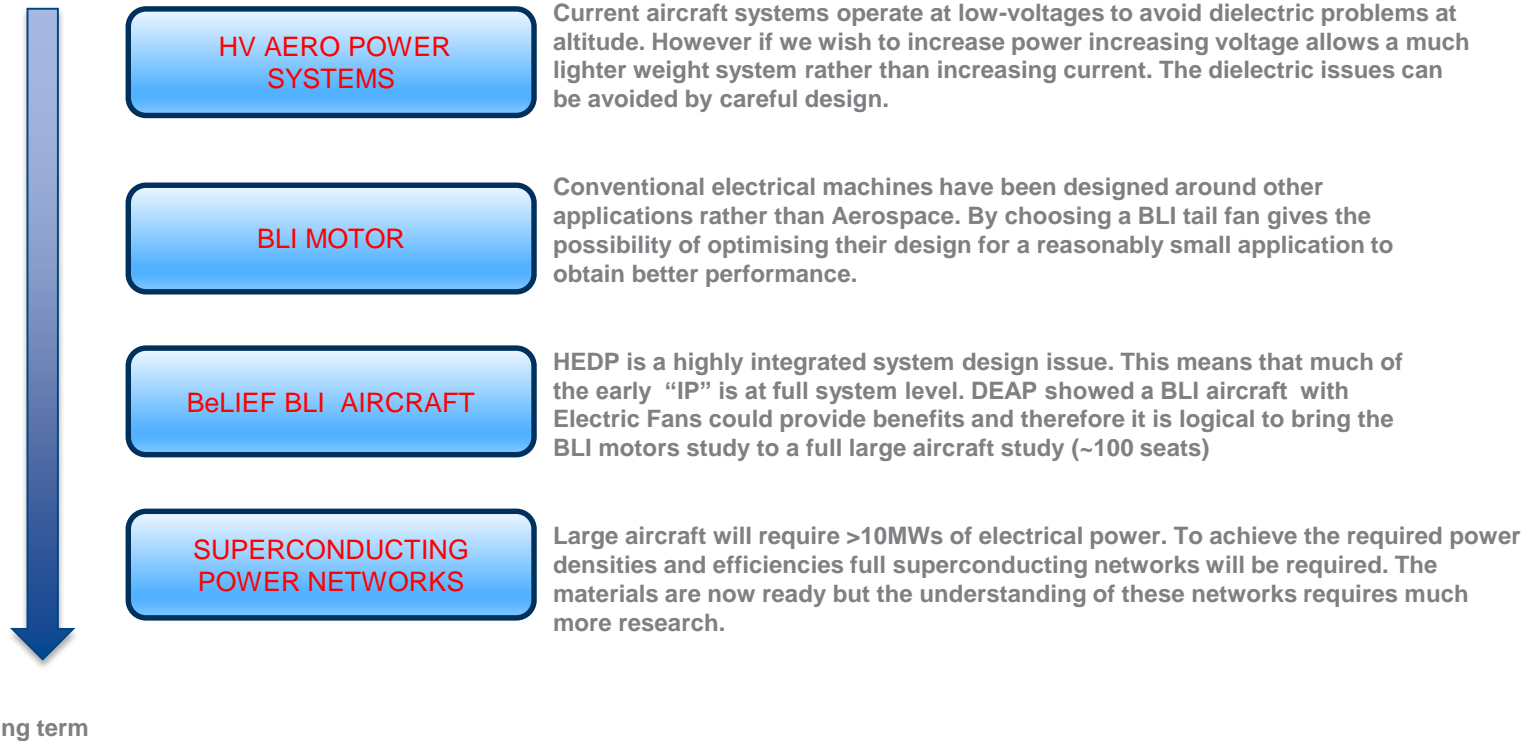 HV AERO POWER
SYSTEMS
Current aircraft systems operate at low-voltages to avoid dielectric problems at
altitude. However if we wish to increase power increasing voltage allows a much
lighter weight system rather than increasing current. The dielectric issues can
be avoided by careful design.
BLI MOTOR
Conventional electrical machines have been designed around other
applications rather than Aerospace. By choosing a BLI tail fan gives the
possibility of optimising their design for a reasonably small application to
obtain better performance.
BeLIEF BLI  AIRCRAFT
HEDP is a highly integrated system design issue. This means that much of
the early  “IP” is at full system level. DEAP showed a BLI aircraft  with
Electric Fans could provide benefits and therefore it is logical to bring the
BLI motors study to a full large aircraft study (~100 seats)
SUPERCONDUCTING
POWER NETWORKS
Large aircraft will require >10MWs of electrical power. To achieve the required power
densities and efficiencies full superconducting networks will be required. The
materials are now ready but the understanding of these networks requires much
more research.
ng term